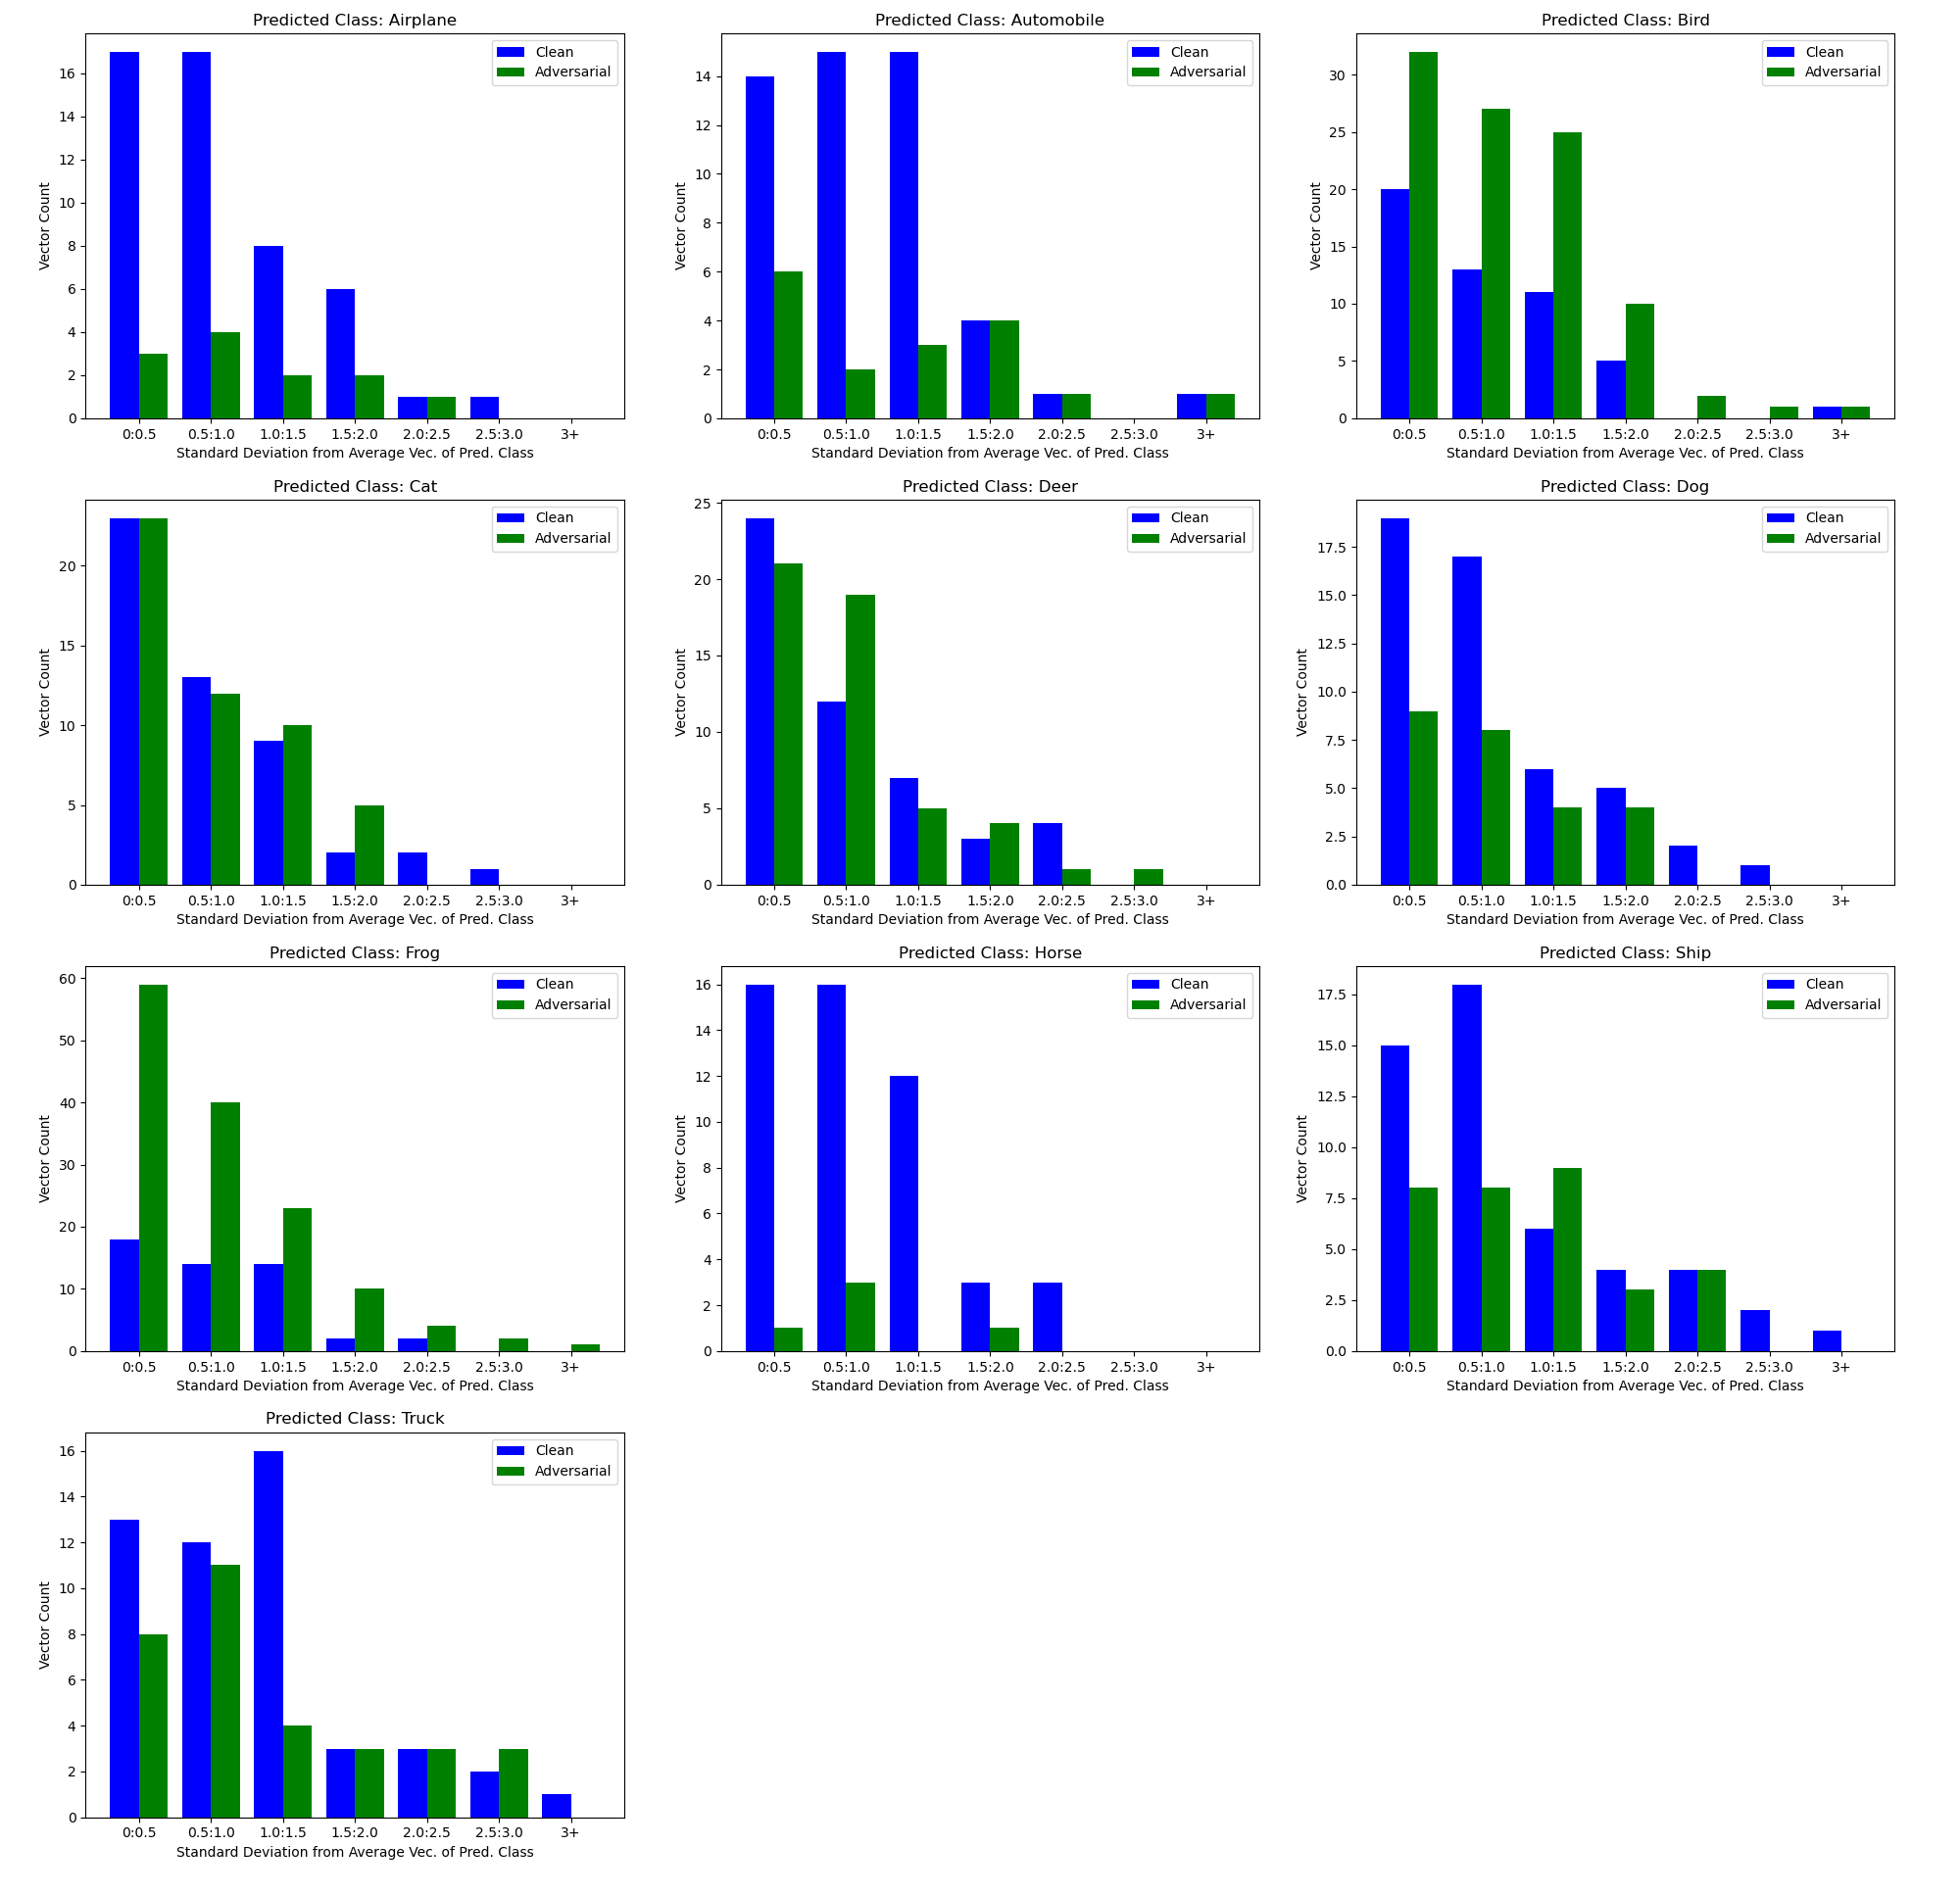 Predicted Class: Airplane
Clean
Adversarial
Vector Count
16
14
12
10
8
6
4
2
0
0:0.5 0.5:1.0 1.0:1.5 1.5:2.0 2.0:2.5 2.5:3.0 3+
Standard Deviation from Average Vec. of Pred. Class
Predicted Class: Automobile
Clean
Adversarial
Vector Count
14
12
10
8
6
4
2
0
0:0.5 0.5:1.0 1.0:1.5 1.5:2.0 2.0:2.5 2.5:3.0 3+
Standard Deviation from Average Vec. of Pred. Class
Predicted Class: Bird
Clean
Adversarial
Vector Count
30
25
20
15
10
5
0
0:0.5 0.5:1.0 1.0:1.5 1.5:2.0 2.0:2.5 2.5:3.0 3+
Standard Deviation from Average Vec. of Pred. Class
Predicted Class: Cat
Clean
Adversarial
Vector Count
20
15
10
5
0
0:0.5 0.5:1.0 1.0:1.5 1.5:2.0 2.0:2.5 2.5:3.0 3+
Standard Deviation from Average Vec. of Pred. Class
Predicted Class: Deer
Clean
Adversarial
Vector Count
25
20
15
10
5
0
0:0.5 0.5:1.0 1.0:1.5 1.5:2.0 2.0:2.5 2.5:3.0 3+
Standard Deviation from Average Vec. of Pred. Class
Predicted Class: Dog
Clean
Adversarial
Vector Count
17.5
15.0
12.5
10.0
7.5
5.0
2.5
0.0
0:0.5 0.5:1.0 1.0:1.5 1.5:2.0 2.0:2.5 2.5:3.0 3+
Standard Deviation from Average Vec. of Pred. Class
Predicted Class: Frog
Clean
Adversarial
Vector Count
60
50
40
30
20
10
0
0:0.5 0.5:1.0 1.0:1.5 1.5:2.0 2.0:2.5 2.5:3.0 3+
Standard Deviation from Average Vec. of Pred. Class
Predicted Class: Horse
Clean
Adversarial
Vector Count
16
14
12
10
8
6
4
2
0
0:0.5 0.5:1.0 1.0:1.5 1.5:2.0 2.0:2.5 2.5:3.0 3+
Standard Deviation from Average Vec. of Pred. Class
Predicted Class: Ship
Clean
Adversarial
Vector Count
17.5
15.0
12.5
10.0
7.5
5.0
2.5
0.0
0:0.5 0.5:1.0 1.0:1.5 1.5:2.0 2.0:2.5 2.5:3.0 3+
Standard Deviation from Average Vec. of Pred. Class
Predicted Class: Truck
Clean
Adversarial
Vector Count
16
14
12
10
8
6
4
2
0
0:0.5 0.5:1.0 1.0:1.5 1.5:2.0 2.0:2.5 2.5:3.0 3+
Standard Deviation from Average Vec. of Pred. Class